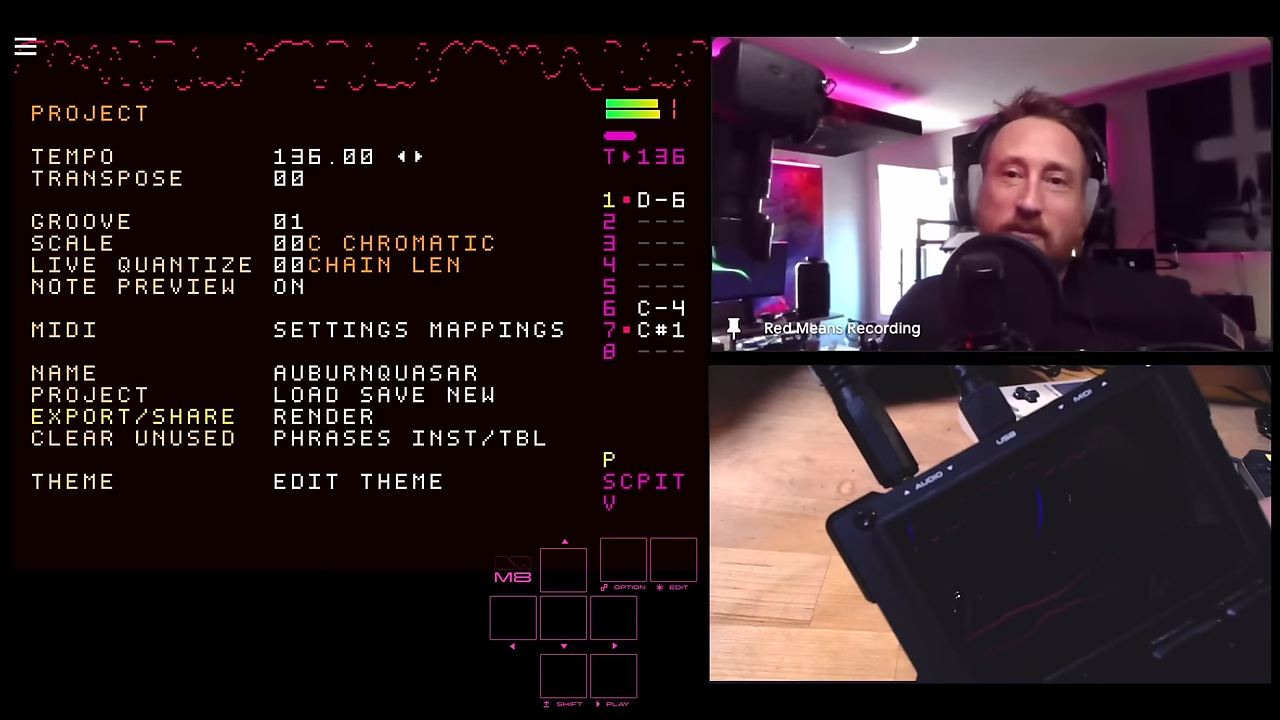 PROJECT
TEMPO 136.00
TRANSPOSE 00
GROOVE 01
SCALE 00C CHROMATIC
LIVE QUANTIZE 00CHAIN LEN
NOTE PREVIEW ON
MIDI SETTINGS MAPPINGS
NAME AUBURNQUASAR
PROJECT LOAD SAVE NEW
EXPORT/SHARE RENDER
CLEAR UNUSED PHRASES INST/TBL
THEME EDIT THEME
T 136
1 D-6
2 ---
3 ---
4 ---
5 ---
6 C-4
7 C#1
8 ---
P
SCPIT
V
M8
OPTION
EDIT
SHIFT
PLAY
Red Means Recording
AUDIO
USB
MIDI